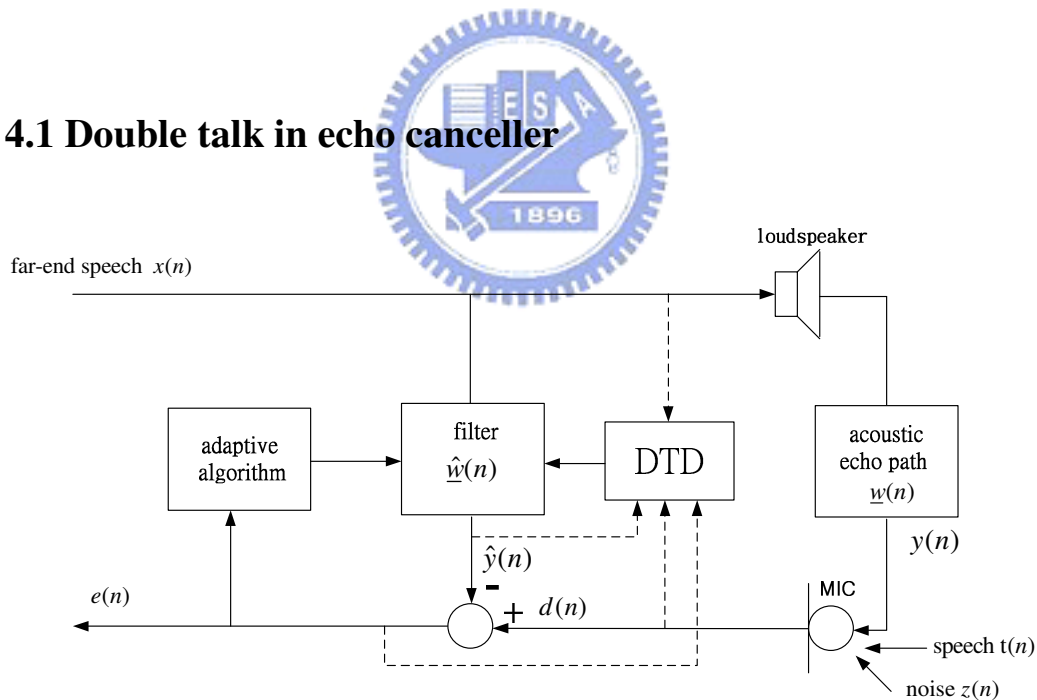 E S A
1896
4.1 Double talk in echo canceller
loudspeaker
far-end speech x(n)
adaptive
algorithm
filter
ŵ(n)
DTD
acoustic
echo path
w(n)
ŷ(n)
y(n)
-
e(n)
+ d(n)
MIC
speech t(n)
noise z(n)